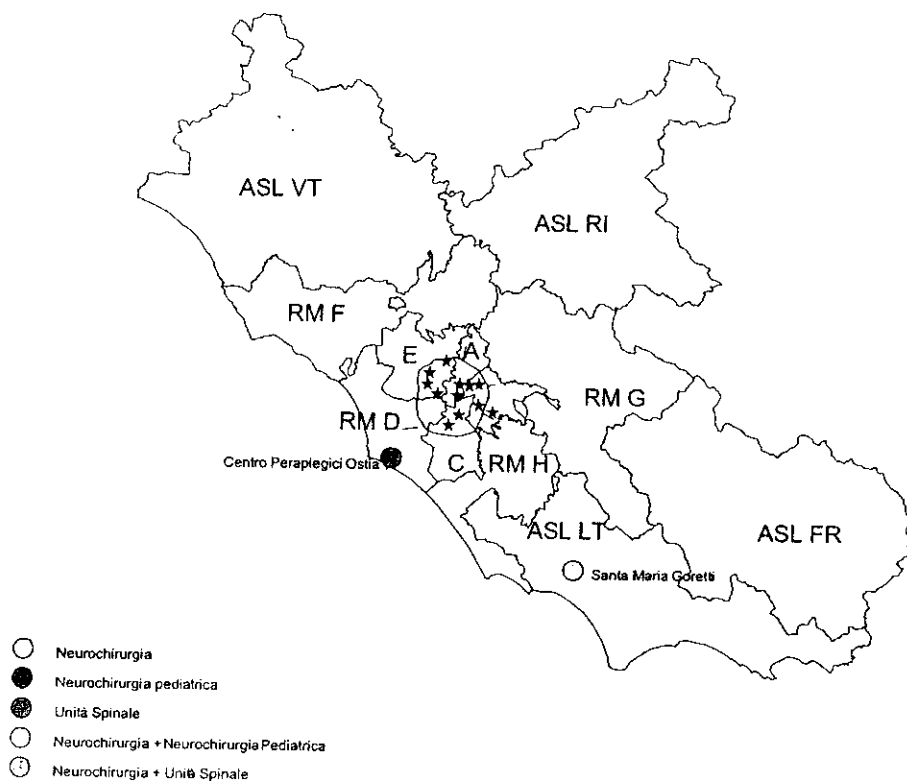 ASL VT
ASL RI
RM F
E
A
RM G
RM D
Centro Peraplegici Ostia
C
RM H
ASL LT
ASL FR
Santa Maria Goretti
Neurochirurgia
Neurochirurgia pediatrica
Unità Spinale
Neurochirurgia + Neurochirurgia Pediatrica
Neurochirurgia + Unità Spinale